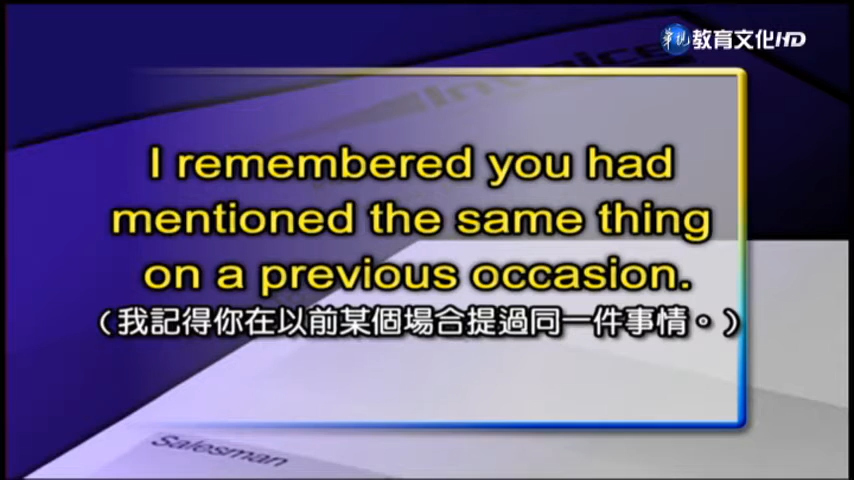 華視 教育文化HD
Invoice
I remembered you had
mentioned the same thing
on a previous occasion.
（我記得你在以前某個場合提過同一件事情。）
Salesman